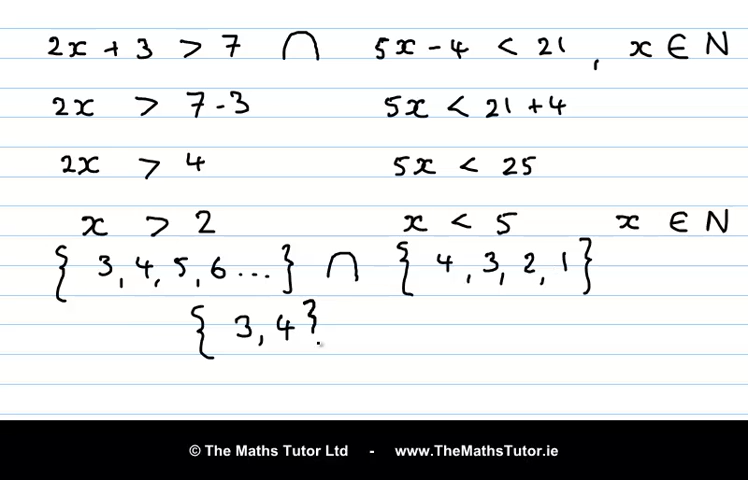 2x + 3 > 7 ∩ 5x - 4 < 21, x ∈ N
2x > 7 - 3 5x < 21 + 4
2x > 4 5x < 25
x > 2 x < 5 x ∈ N
{3, 4, 5, 6 ...} ∩ {4, 3, 2, 1}
{3, 4}
© The Maths Tutor Ltd - www.TheMathsTutor.ie